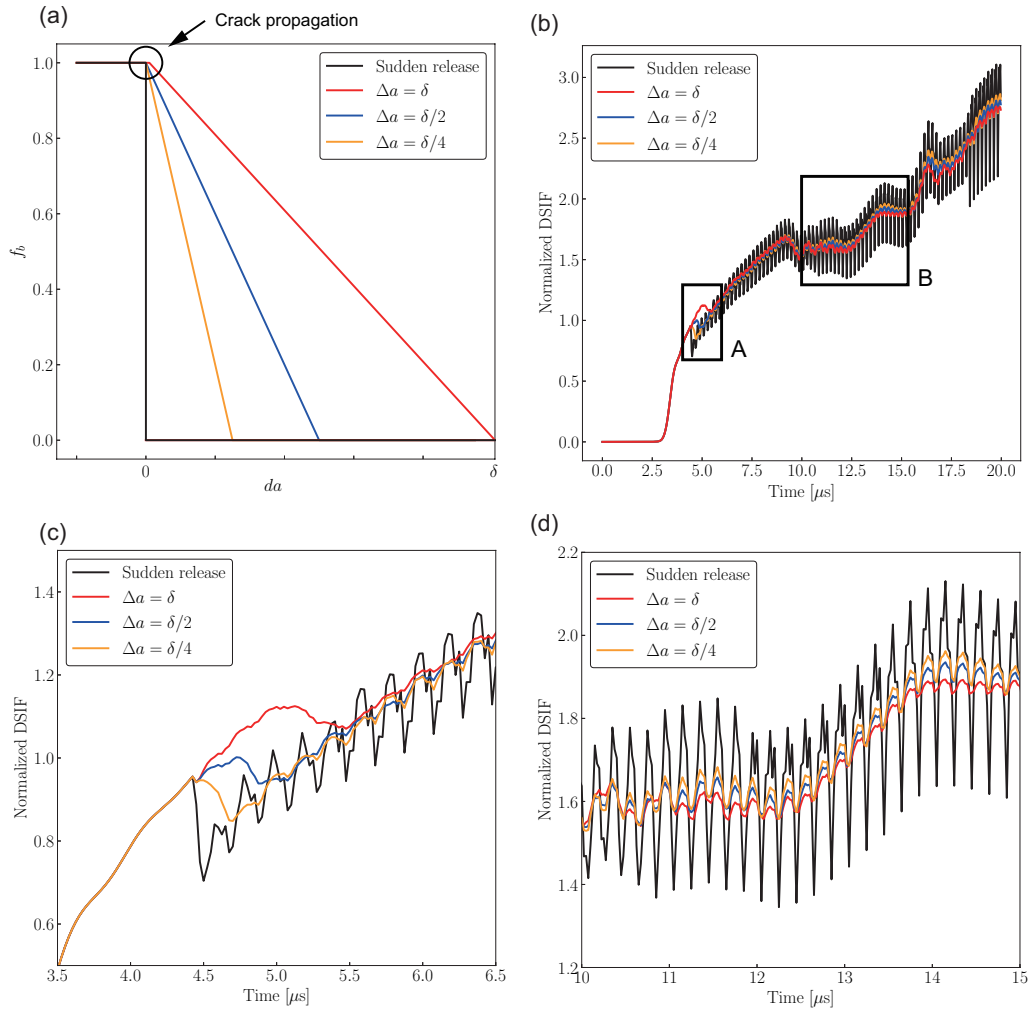 (a)
Crack propagation
1.0
0.8
0.6
0.4
0.2
0.0
f_b
0
δ
da
Sudden release
Δa = δ
Δa = δ/2
Δa = δ/4
(b)
3.0
2.5
2.0
1.5
1.0
0.5
0.0
Normalized DSIF
0.0 2.5 5.0 7.5 10.0 12.5 15.0 17.5 20.0
Time [μs]
Sudden release
Δa = δ
Δa = δ/2
Δa = δ/4
A
B
(c)
1.4
1.2
1.0
0.8
0.6
Normalized DSIF
3.5 4.0 4.5 5.0 5.5 6.0 6.5
Time [μs]
Sudden release
Δa = δ
Δa = δ/2
Δa = δ/4
(d)
2.2
2.0
1.8
1.6
1.4
1.2
Normalized DSIF
10 11 12 13 14 15
Time [μs]
Sudden release
Δa = δ
Δa = δ/2
Δa = δ/4